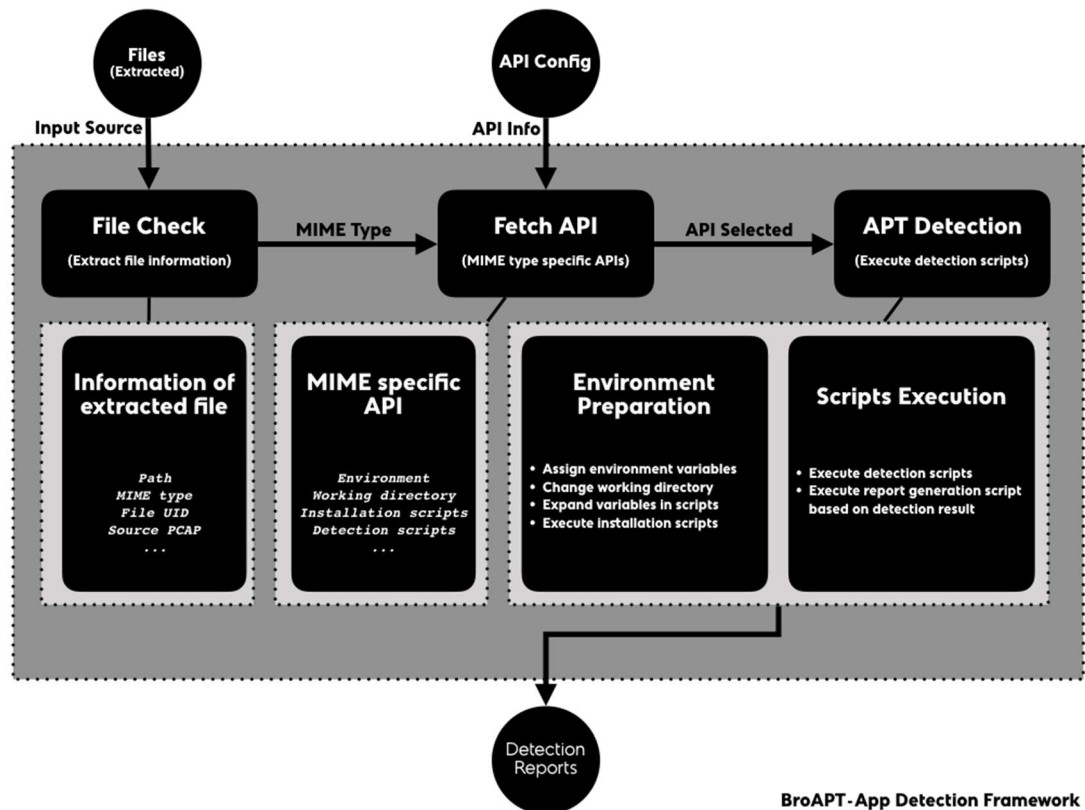 Files
(Extracted)
API Config
Input Source
API Info
File Check
(Extract file information)
MIME Type
Fetch API
(MIME type specific APIs)
API Selected
APT Detection
(Execute detection scripts)
Information of
extracted file
Path
MIME type
File UID
Source PCAP
...
MIME specific
API
Environment
Working directory
Installation scripts
Detection scripts
...
Environment
Preparation
• Assign environment variables
• Change working directory
• Expand variables in scripts
• Execute installation scripts
Scripts Execution
• Execute detection scripts
• Execute report generation script
based on detection result
Detection
Reports
BroAPT-App Detection Framework